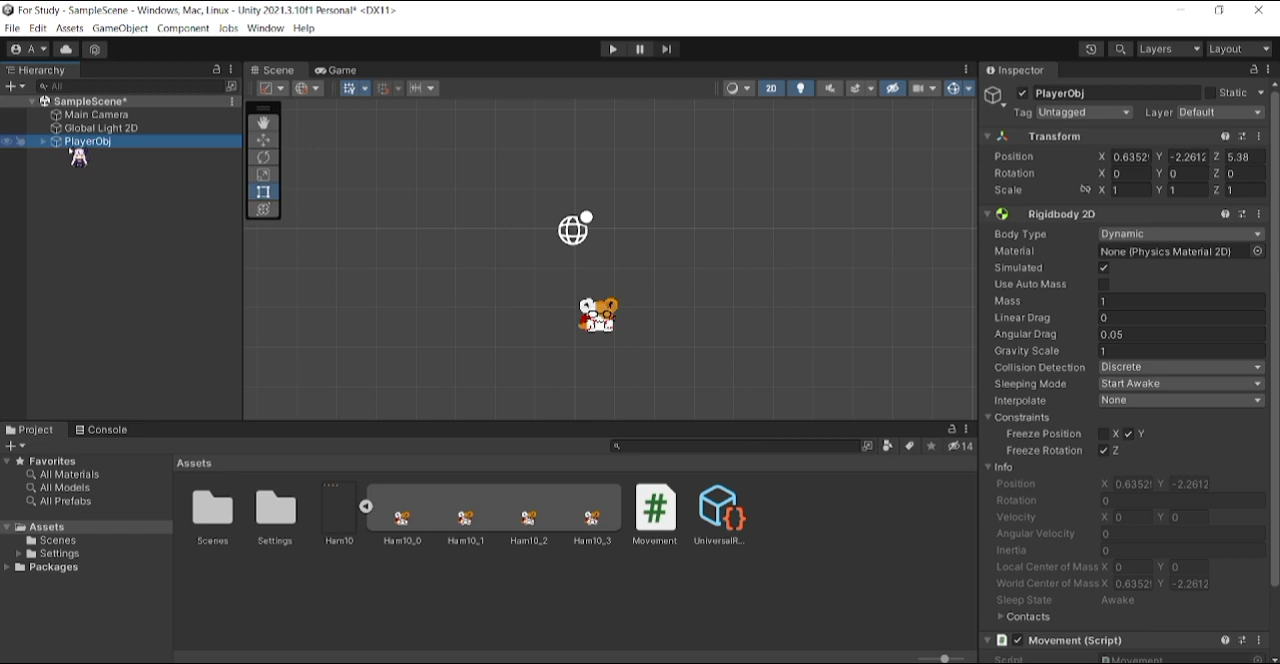 For Study - SampleScene - Windows, Mac, Linux - Unity 2021.3.10f1 Personal* <DX11>
File Edit Assets GameObject Component Jobs Window Help
A Layers Layout
Hierarchy
All
SampleScene*
Main Camera
Global Light 2D
PlayerObj
Scene Game
2D
Inspector
PlayerObj Static
Tag Untagged Layer Default
Transform
Position X 0.6352 Y -2.2612 Z 5.38
Rotation X 0 Y 0 Z 0
Scale X 1 Y 1 Z 1
Rigidbody 2D
Body Type Dynamic
Material None (Physics Material 2D)
Simulated
Use Auto Mass
Mass 1
Linear Drag 0
Angular Drag 0.05
Gravity Scale 1
Collision Detection Discrete
Sleeping Mode Start Awake
Interpolate None
Constraints
Freeze Position X Y
Freeze Rotation Z
Info
Position X 0.6352 Y -2.2612
Rotation 0
Velocity X 0 Y 0
Angular Velocity 0
Inertia 0
Local Center of Mass X 0 Y 0
World Center of Mass X 0.6352 Y -2.2612
Sleep State Awake
Contacts
Movement (Script)
Script Movement
Project Console
14
Favorites
All Materials
All Models
All Prefabs
Assets
Scenes
Settings
Packages
Assets
Scenes Settings Ham10 Ham10_0 Ham10_1 Ham10_2 Ham10_3 Movement UniversalR...